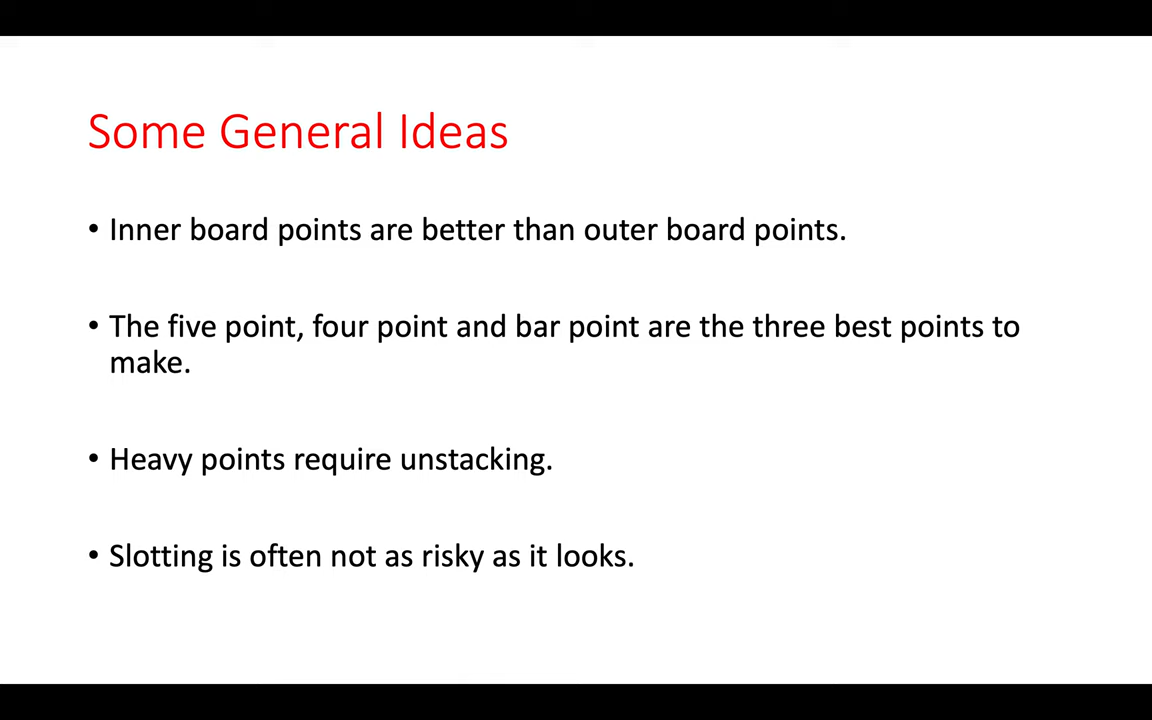 Some General Ideas
• Inner board points are better than outer board points.
• The five point, four point and bar point are the three best points to
make.
• Heavy points require unstacking.
• Slotting is often not as risky as it looks.